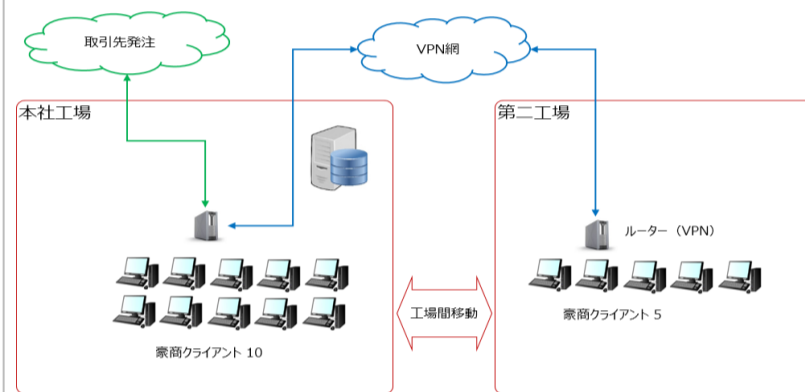 取引先発注
VPN網
本社工場
第二工場
ルーター（VPN）
工場間移動
豪商クライアント 5
豪商クライアント 10